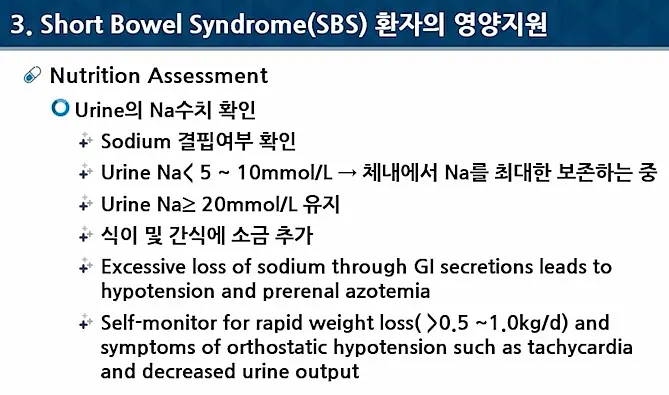 3. Short Bowel Syndrome(SBS) 환자의 영양지원
Nutrition Assessment
Urine의 Na수치 확인
Sodium 결핍여부 확인
Urine Na< 5 ~ 10mmol/L → 체내에서 Na를 최대한 보존하는 중
Urine Na≥ 20mmol/L 유지
식이 및 간식에 소금 추가
Excessive loss of sodium through GI secretions leads to
hypotension and prerenal azotemia
Self-monitor for rapid weight loss( >0.5 ~1.0kg/d) and
symptoms of orthostatic hypotension such as tachycardia
and decreased urine output